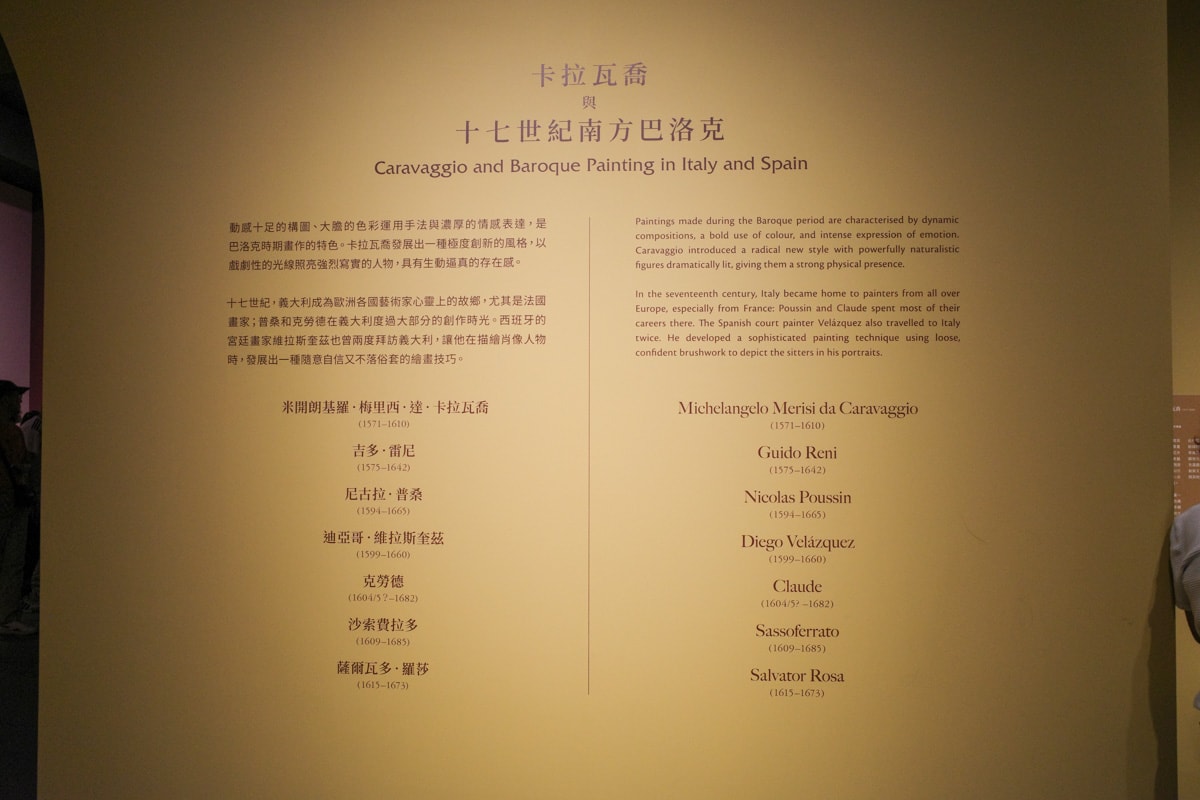 卡拉瓦喬
與
十七世紀南方巴洛克
Caravaggio and Baroque Painting in Italy and Spain
動感十足的構圖、大膽的色彩運用手法與濃厚的情感表達，是
巴洛克時期畫作的特色。卡拉瓦喬發展出一種極度創新的風格，以
戲劇性的光線照亮強烈寫實的人物，具有生動逼真的存在感。
十七世紀，義大利成為歐洲各國藝術家心靈上的故鄉，尤其是法國
畫家；普桑和克勞德在義大利度過大部分的創作時光。西班牙的
宮廷畫家維拉斯奎茲也曾兩度拜訪義大利，讓他在描繪肖像人物
時，發展出一種隨意自信又不落俗套的繪畫技巧。
米開朗基羅·梅里西·達·卡拉瓦喬
(1571–1610)
吉多·雷尼
(1575–1642)
尼古拉·普桑
(1594–1665)
迪亞哥·維拉斯奎茲
(1599–1660)
克勞德
(1604/5？–1682)
沙索費拉多
(1609–1685)
薩爾瓦多·羅莎
(1615–1673)
Paintings made during the Baroque period are characterised by dynamic
compositions, a bold use of colour, and intense expression of emotion.
Caravaggio introduced a radical new style with powerfully naturalistic
figures dramatically lit, giving them a strong physical presence.
In the seventeenth century, Italy became home to painters from all over
Europe, especially from France: Poussin and Claude spent most of their
careers there. The Spanish court painter Velázquez also travelled to Italy
twice. He developed a sophisticated painting technique using loose,
confident brushwork to depict the sitters in his portraits.
Michelangelo Merisi da Caravaggio
(1571–1610)
Guido Reni
(1575–1642)
Nicolas Poussin
(1594–1665)
Diego Velázquez
(1599–1660)
Claude
(1604/5? –1682)
Sassoferrato
(1609–1685)
Salvator Rosa
(1615–1673)